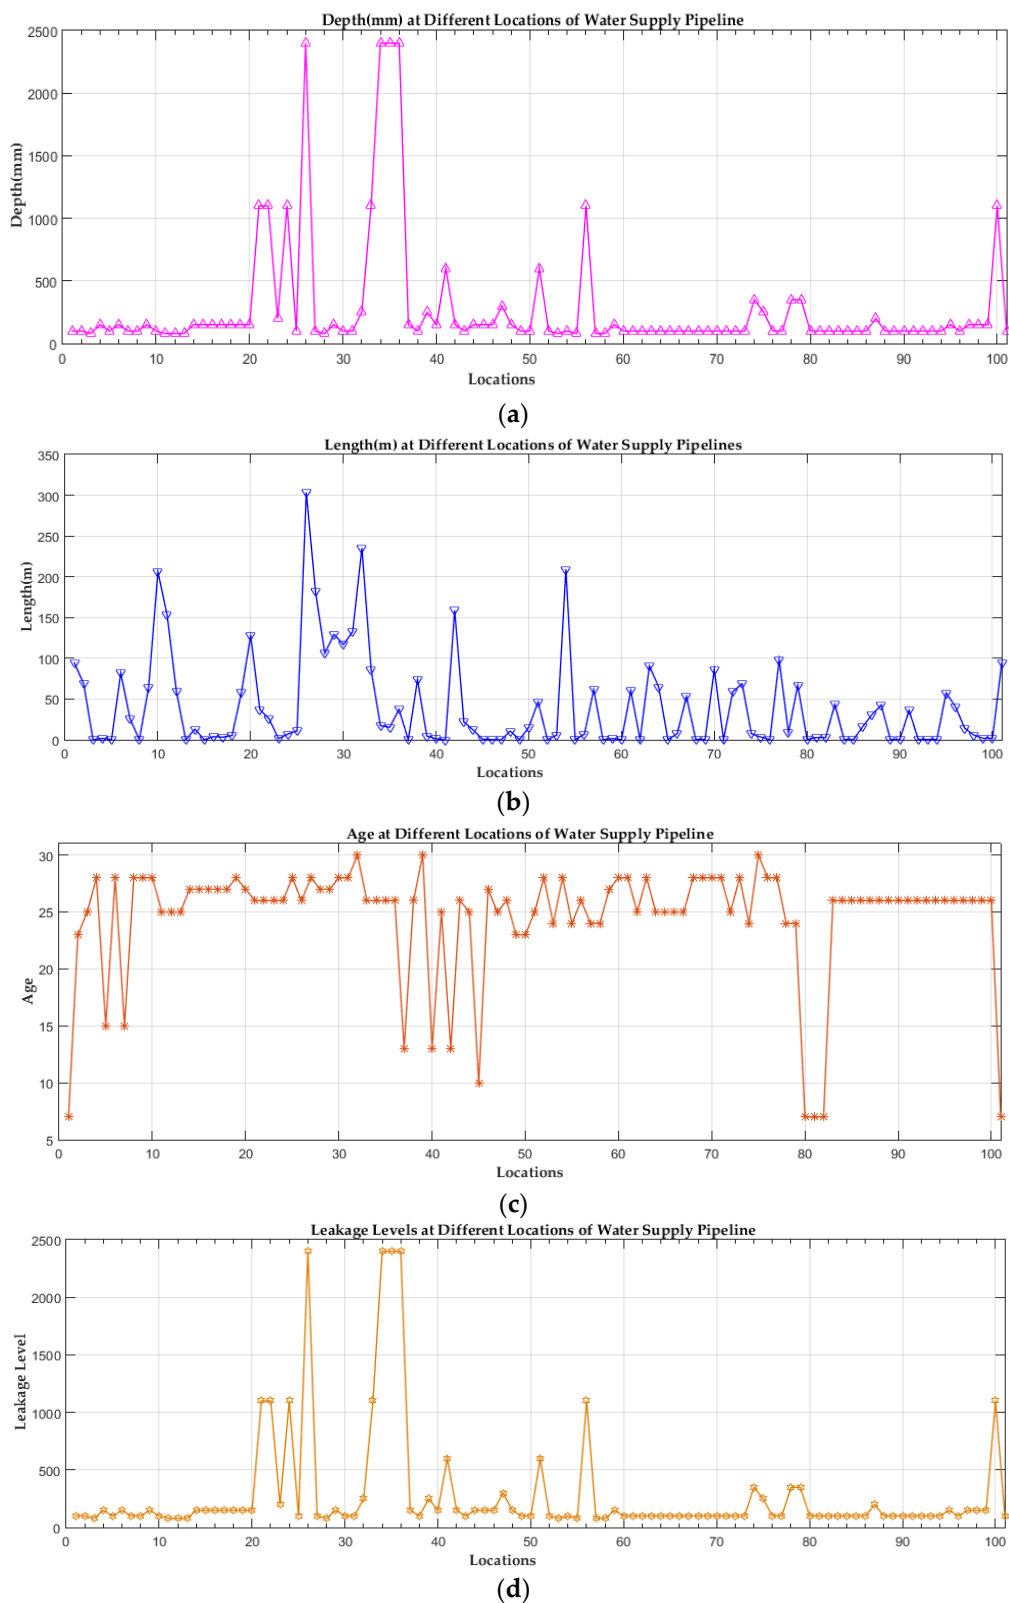 Depth(mm) at Different Locations of Water Supply Pipeline
2500
2000
1500
1000
500
0
Depth(mm)
0 10 20 30 40 50 60 70 80 90 100
Locations
(a)
Length(m) at Different Locations of Water Supply Pipelines
350
300
250
200
150
100
50
0
Length(m)
0 10 20 30 40 50 60 70 80 90 100
Locations
(b)
Age at Different Locations of Water Supply Pipeline
30
25
20
15
10
5
Age
0 10 20 30 40 50 60 70 80 90 100
Locations
(c)
Leakage Levels at Different Locations of Water Supply Pipeline
2500
2000
1500
1000
500
0
Leakage Level
0 10 20 30 40 50 60 70 80 90 100
Locations
(d)